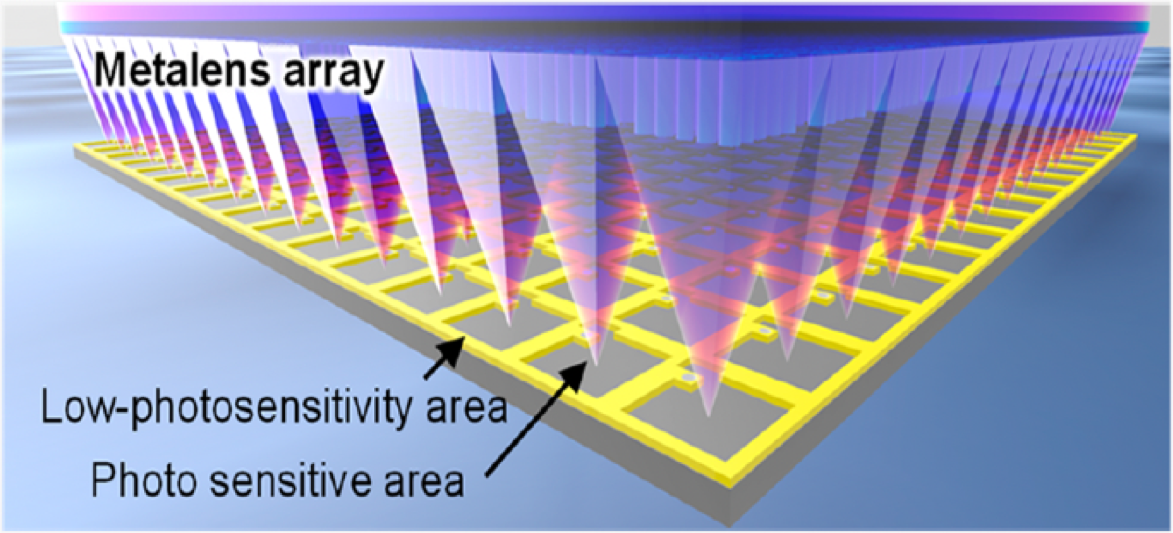 Metalens array
Low-photosensitivity area
Photo sensitive area